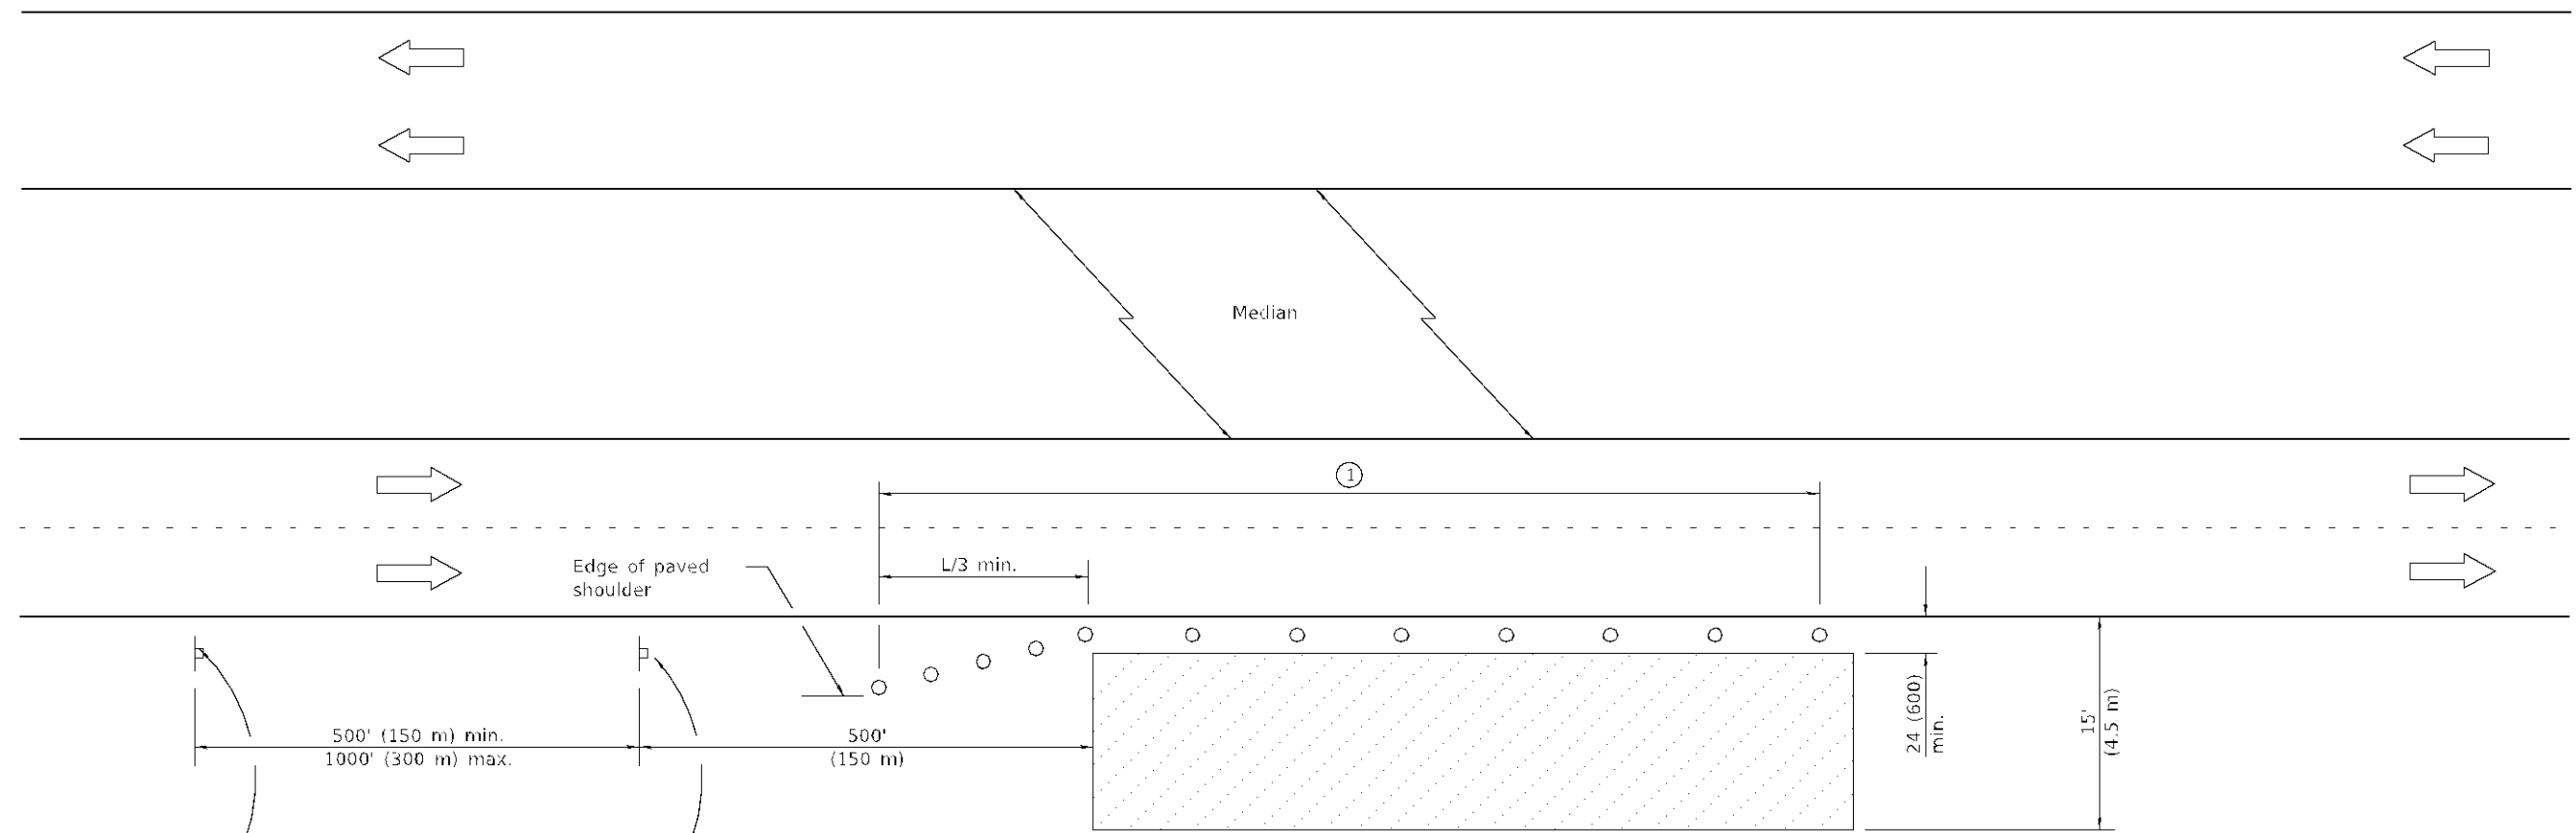 Median
1
L/3 min.
Edge of paved
shoulder
500' (150 m) min.
1000' (300 m) max.
500'
(150 m)
24 (600)
min.
15'
(4.5 m)